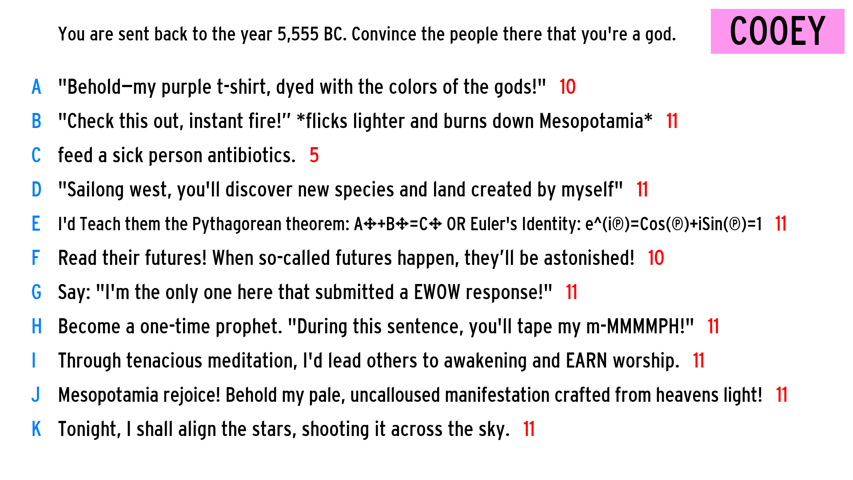 You are sent back to the year 5,555 BC. Convince the people there that you're a god.
COOEY
A "Behold—my purple t-shirt, dyed with the colors of the gods!" 10
B "Check this out, instant fire!” *flicks lighter and burns down Mesopotamia* 11
C feed a sick person antibiotics. 5
D "Sailong west, you'll discover new species and land created by myself" 11
E I'd Teach them the Pythagorean theorem: A✢+B✢=C✢ OR Euler's Identity: e^(i℗)=Cos(℗)+iSin(℗)=1 11
F Read their futures! When so-called futures happen, they’ll be astonished! 10
G Say: "I'm the only one here that submitted a EWOW response!" 11
H Become a one-time prophet. "During this sentence, you'll tape my m-MMMMPH!" 11
I Through tenacious meditation, I'd lead others to awakening and EARN worship. 11
J Mesopotamia rejoice! Behold my pale, uncalloused manifestation crafted from heavens light! 11
K Tonight, I shall align the stars, shooting it across the sky. 11